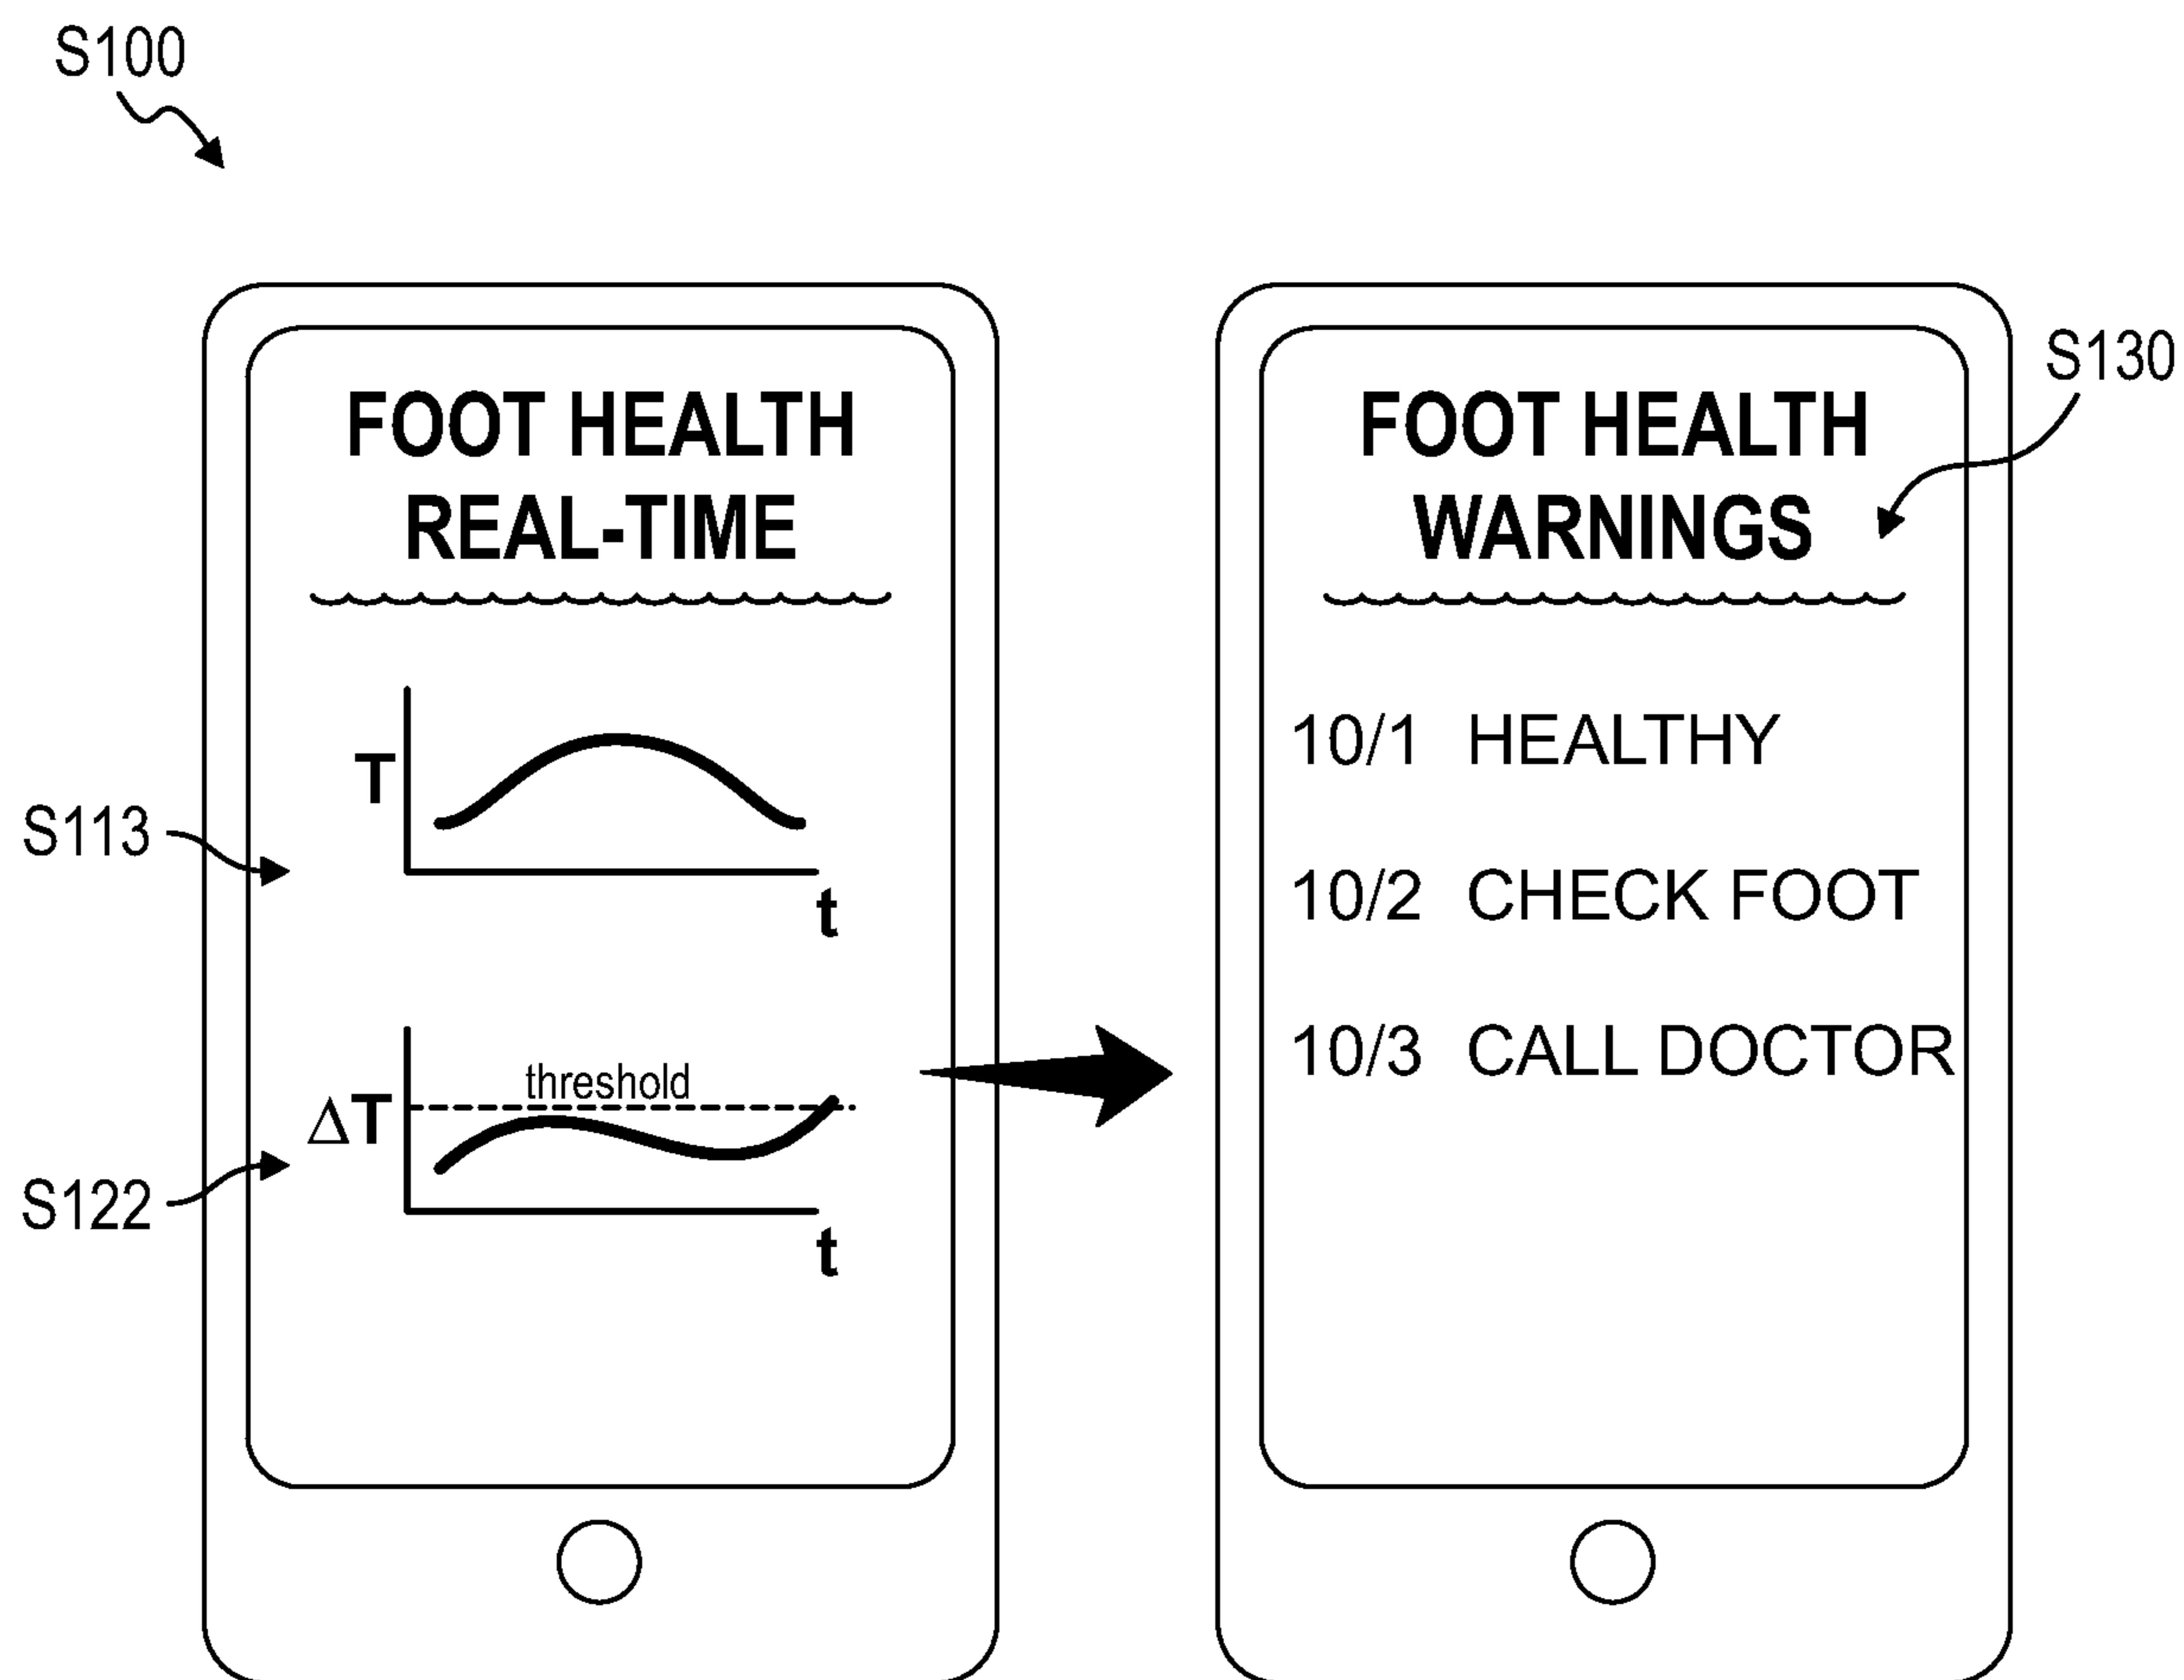 S100
FOOT HEALTH
REAL-TIME
T
t
S113
threshold
ΔT
t
S122
S130
FOOT HEALTH
WARNINGS
10/1 HEALTHY
10/2 CHECK FOOT
10/3 CALL DOCTOR